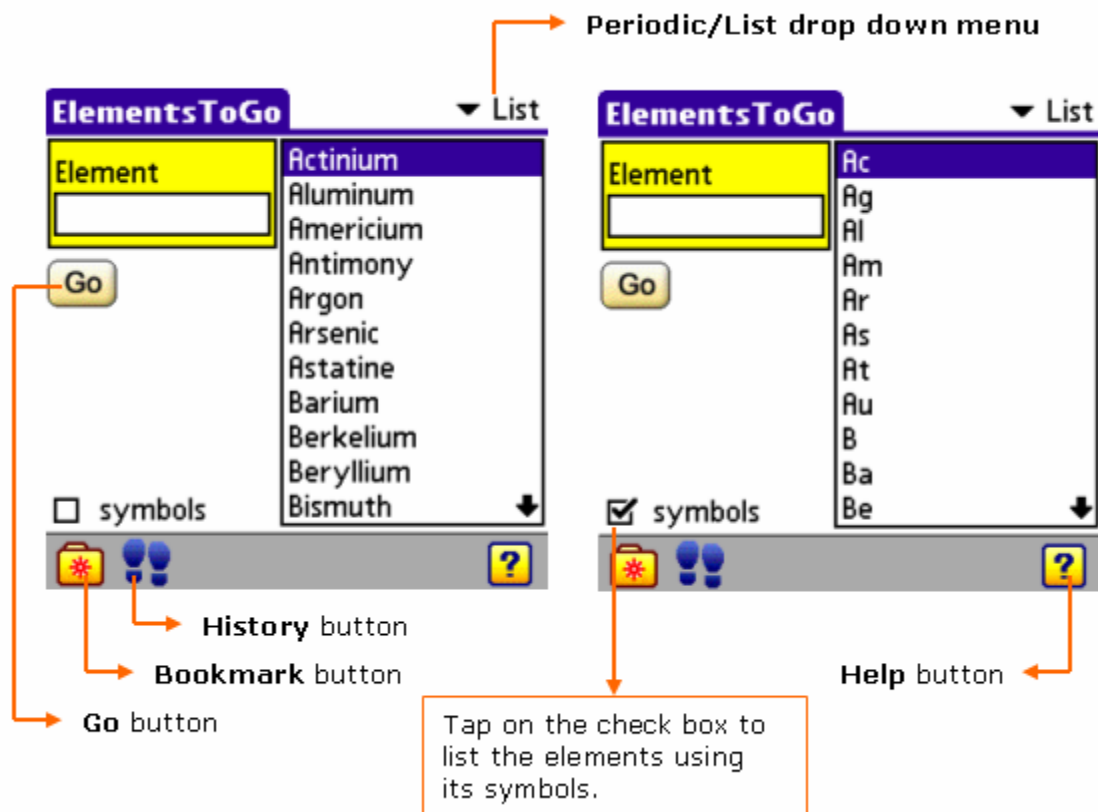 Periodic/List drop down menu
ElementsToGo
List
Element
Go
Actinium
Aluminum
Americium
Antimony
Argon
Arsenic
Astatine
Barium
Berkelium
Beryllium
Bismuth
symbols
?
ElementsToGo
List
Element
Go
Ac
Ag
Al
Am
Ar
As
At
Au
B
Ba
Be
symbols
?
History button
Bookmark button
Go button
Help button
Tap on the check box to
list the elements using
its symbols.